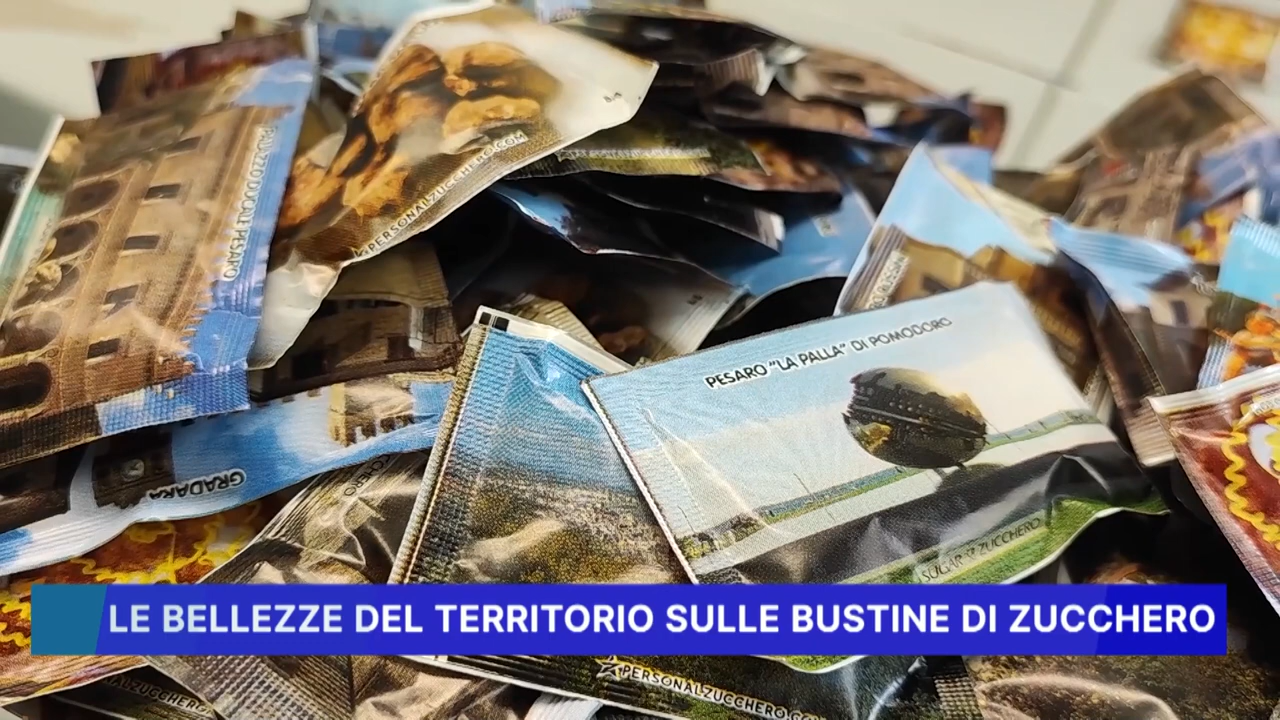 PERSONALZUCCHERO.COM
PALAZZO DUCALE PESARO
PESARO "LA PALLA" DI POMODORO
GRADARA
SUGAR ZUCCHERO
LE BELLEZZE DEL TERRITORIO SULLE BUSTINE DI ZUCCHERO
PERSONALZUCCHERO.COM